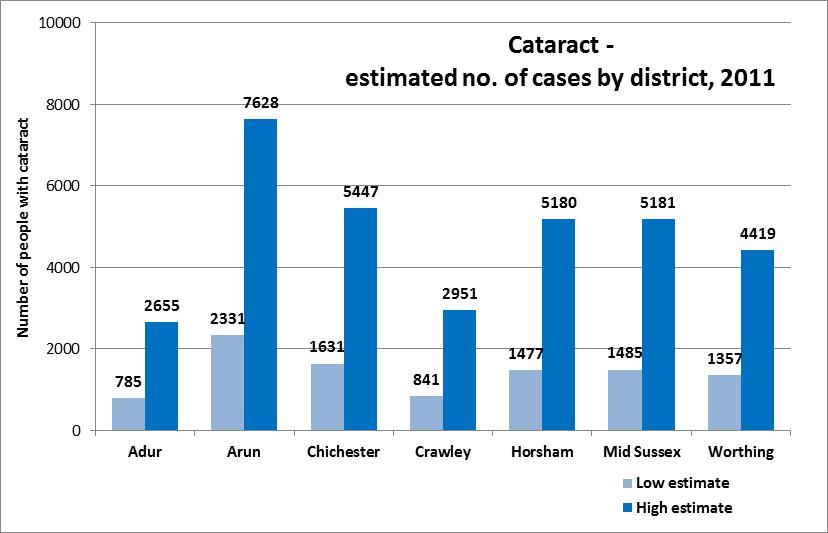 Cataract -
estimated no. of cases by district, 2011
Number of people with cataract
10000
8000
6000
4000
2000
0
785
2655
2331
7628
1631
5447
841
2951
1477
5180
1485
5181
1357
4419
Adur
Arun
Chichester
Crawley
Horsham
Mid Sussex
Worthing
Low estimate
High estimate